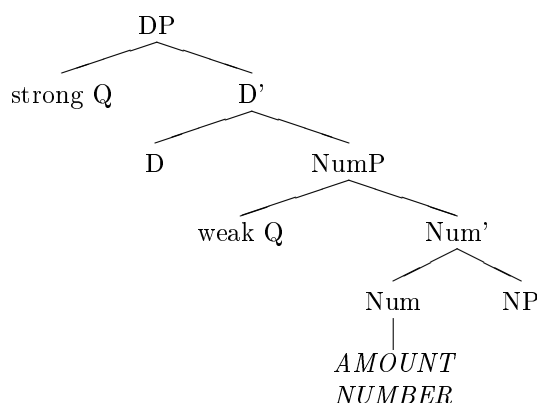 DP
strong Q D'
D NumP
weak Q Num'
Num NP
AMOUNT
NUMBER